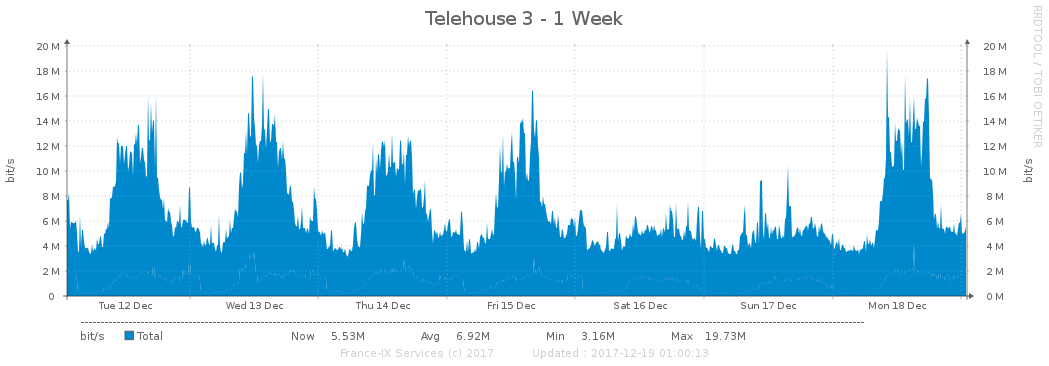 Telehouse 3 - 1 Week
RRDTOOL / TOBI OETIKER
20 M 20 M
18 M 18 M
16 M 16 M
14 M 14 M
12 M 12 M
10 M 10 M
8 M 8 M
6 M 6 M
4 M 4 M
2 M 2 M
0 0 M
bit/s
bit/s
Tue 12 Dec Wed 13 Dec Thu 14 Dec Fri 15 Dec Sat 16 Dec Sun 17 Dec Mon 18 Dec
bit/s Total Now 5.53M Avg 6.92M Min 3.16M Max 19.73M
France-IX Services (c) 2017 Updated : 2017-12-19 01:00:13